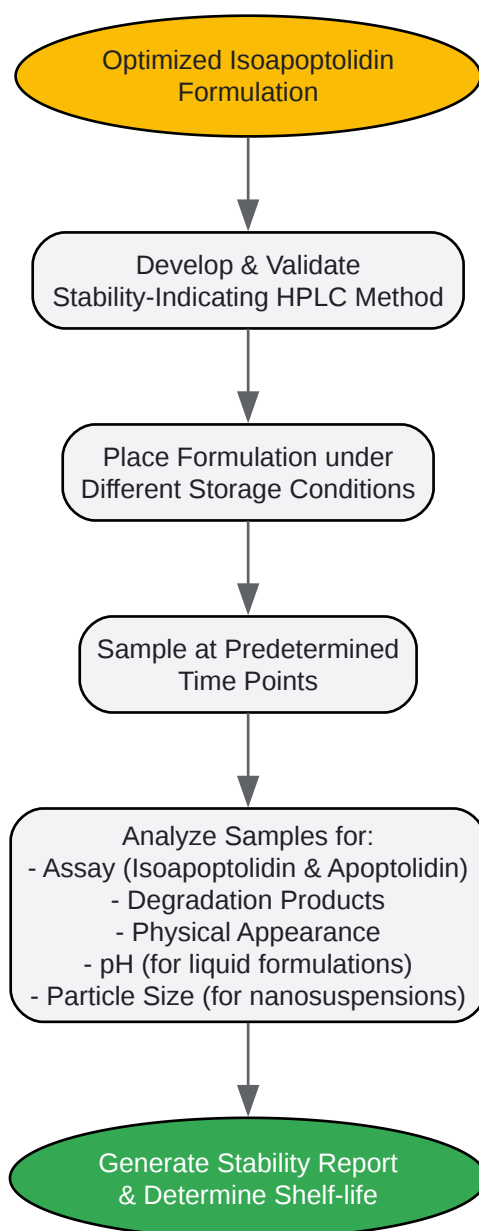 Optimized Isoapoptolidin
Formulation
Develop & Validate
Stability-Indicating HPLC Method
Place Formulation under
Different Storage Conditions
Sample at Predetermined
Time Points
Analyze Samples for:
- Assay (Isoapoptolidin & Apoptolidin)
- Degradation Products
- Physical Appearance
- pH (for liquid formulations)
- Particle Size (for nanosuspensions)
Generate Stability Report
& Determine Shelf-life